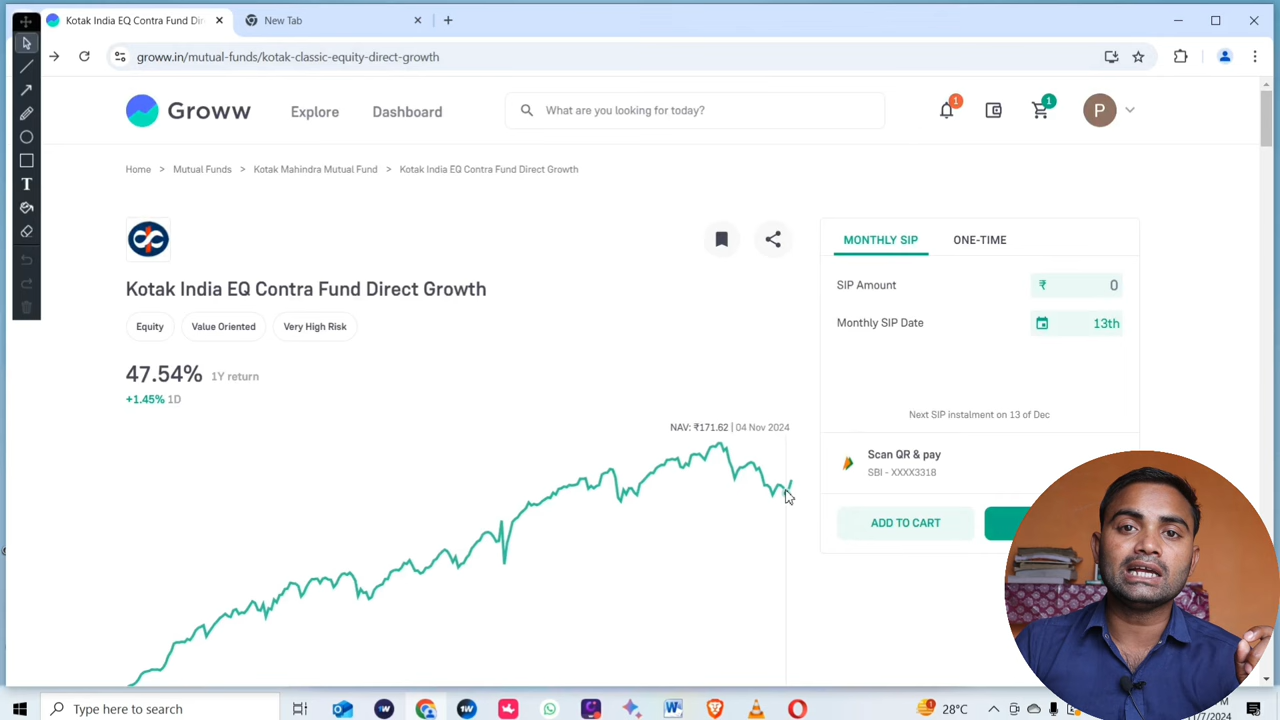 Kotak India EQ Contra Fund Dir
New Tab
groww.in/mutual-funds/kotak-classic-equity-direct-growth
Groww
Explore
Dashboard
What are you looking for today?
1
1
P
Home > Mutual Funds > Kotak Mahindra Mutual Fund > Kotak India EQ Contra Fund Direct Growth
MONTHLY SIP
ONE-TIME
SIP Amount
₹ 0
Kotak India EQ Contra Fund Direct Growth
Monthly SIP Date
13th
Equity
Value Oriented
Very High Risk
47.54% 1Y return
+1.45% 1D
Next SIP instalment on 13 of Dec
NAV: ₹171.62 | 04 Nov 2024
Scan QR & pay
SBI - XXXX3318
ADD TO CART
T
Type here to search
28°C